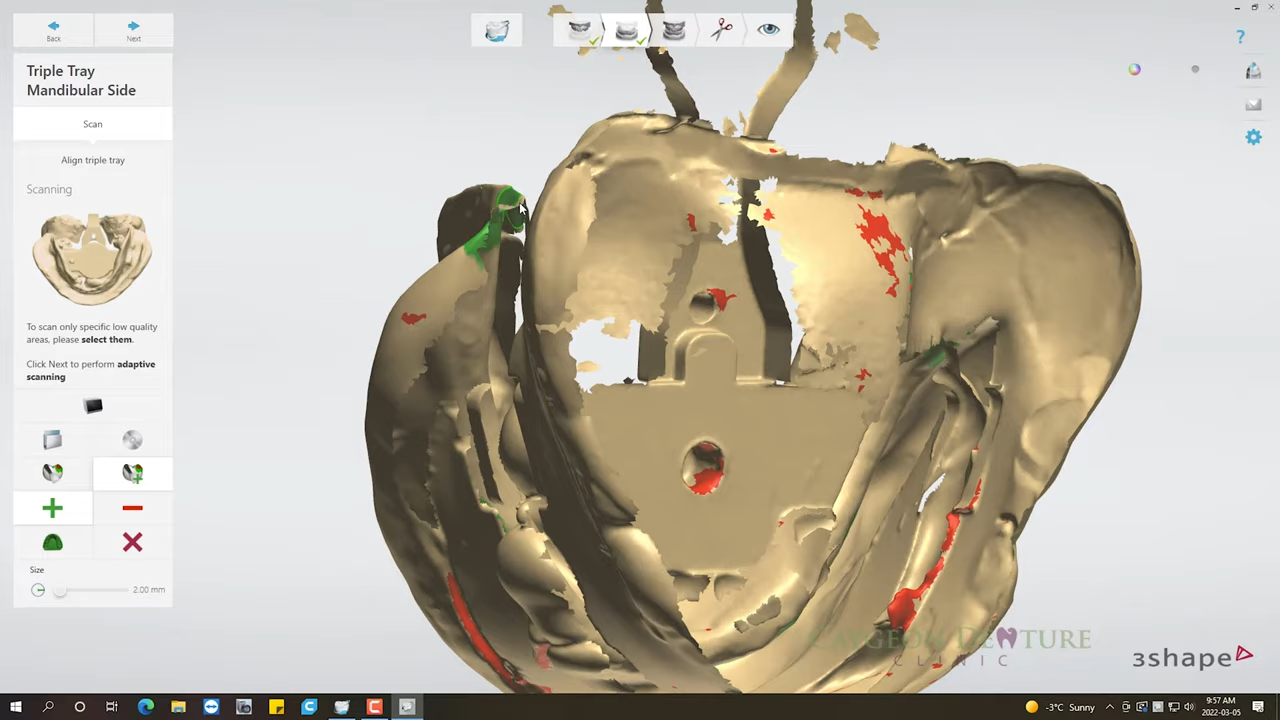 Back
Next
Triple Tray
Mandibular Side
Scan
Align triple tray
Scanning
To scan only specific low quality
areas, please select them.
Click Next to perform adaptive
scanning
Size
2.00 mm
?
DENTURE
CLINIC
3shape
-3°C Sunny
9:57 AM
2022-03-05